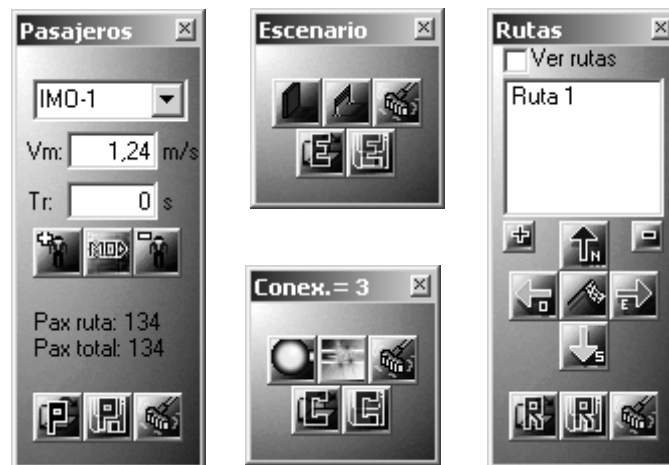 Pasajeros
IMO-1
Vm: 1,24 m/s
Tr: 0 s
MOD
Pax ruta: 134
Pax total: 134
P P
Escenario
E E
Conex.= 3
C C
Rutas
Ver rutas
Ruta 1
N
O E
S
R R